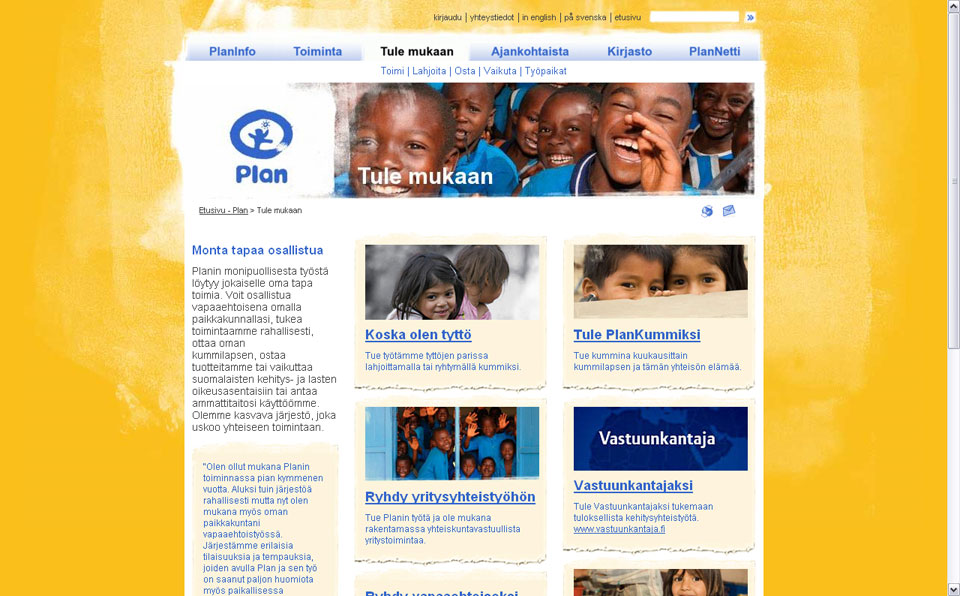 kirjaudu | yhteystiedot | in english | på svenska | etusivu
PlanInfo Toiminta Tule mukaan Ajankohtaista Kirjasto PlanNetti
Toimi | Lahjoita | Osta | Vaikuta | Työpaikat
Plan
Tule mukaan
Etusivu - Plan > Tule mukaan
Monta tapaa osallistua
Planin monipuolisesta työstä
löytyy jokaiselle oma tapa
toimia. Voit osallistua
vapaaehtoisena omalla
paikkakunnallasi, tukea
toimintaamme rahallisesti,
ottaa oman
kummilapsen, ostaa
tuotteitamme tai vaikuttaa
suomalaisten kehitys- ja lasten
oikeusasentaisiin tai antaa
ammattitaitosi käyttöömme.
Olemme kasvava järjestö, joka
uskoo yhteiseen toimintaan.
"Olen ollut mukana Planin
toiminnassa pian kymmenen
vuotta. Aluksi tuin järjestöä
rahallisesti mutta nyt olen
mukana myös oman
paikkakuntani
vapaaehtoistyössä.
Järjestämme erilaisia
tilaisuuksia ja tempauksia,
joiden avulla Plan ja sen työ
on saanut paljon huomiota
myös paikallisessa
Koska olen tyttö
Tue työtämme tyttöjen parissa
lahjoittamalla tai ryhtymällä kummiksi.
Tule PlanKummiksi
Tue kummina kuukausittain
kummilapsen ja tämän yhteisön elämää.
Ryhdy yritysyhteistyöhön
Tue Planin työtä ja ole mukana
rakentamassa yhteiskuntavastuullista
yritystoimintaa.
Vastuunkantaja
Vastuunkantajaksi
Tule Vastuunkantajaksi tukemaan
tuloksellista kehitysyhteistyötä.
www.vastuunkantaja.fi
Ryhdy vapaaehtoiseksi